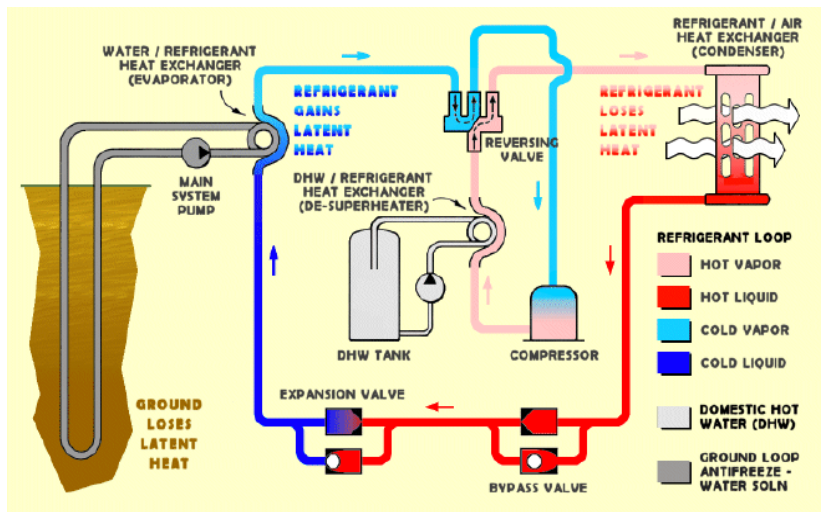 WATER / REFRIGERANT
HEAT EXCHANGER
(EVAPORATOR)
REFRIGERANT
GAINS
LATENT
HEAT
REFRIGERANT / AIR
HEAT EXCHANGER
(CONDENSER)
REFRIGERANT
LOSES
LATENT
HEAT
REVERSING
VALVE
MAIN
SYSTEM
PUMP
DHW / REFRIGERANT
HEAT EXCHANGER
(DE-SUPERHEATER)
DHW TANK
COMPRESSOR
REFRIGERANT LOOP
HOT VAPOR
HOT LIQUID
COLD VAPOR
COLD LIQUID
DOMESTIC HOT
WATER (DHW)
GROUND LOOP
ANTIFREEZE -
WATER SOLN
GROUND
LOSES
LATENT
HEAT
EXPANSION VALVE
BYPASS VALVE